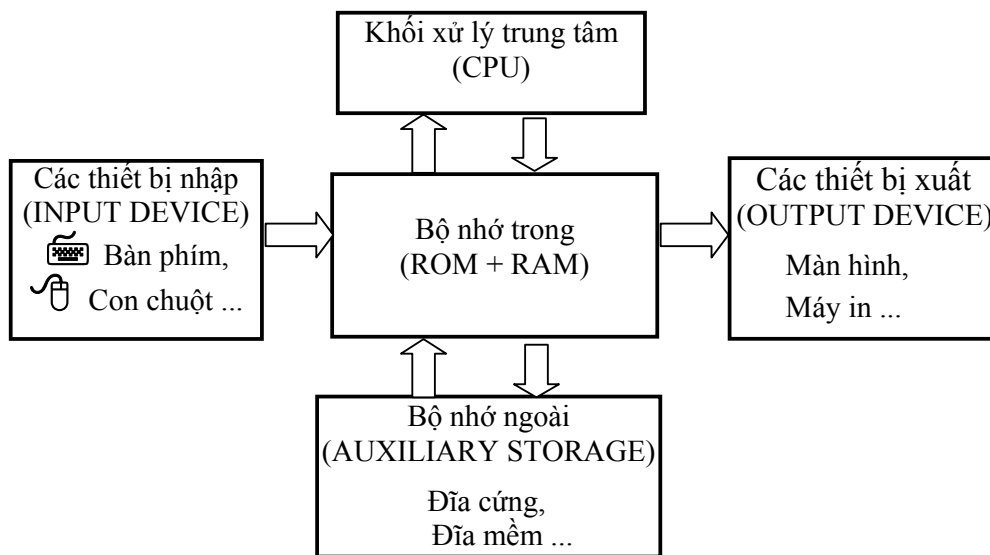 Khối xử lý trung tâm
(CPU)
Các thiết bị nhập
(INPUT DEVICE)
Bàn phím,
Con chuột ...
Bộ nhớ trong
(ROM + RAM)
Các thiết bị xuất
(OUTPUT DEVICE)
Màn hình,
Máy in ...
Bộ nhớ ngoài
(AUXILIARY STORAGE)
Đĩa cứng,
Đĩa mềm ...